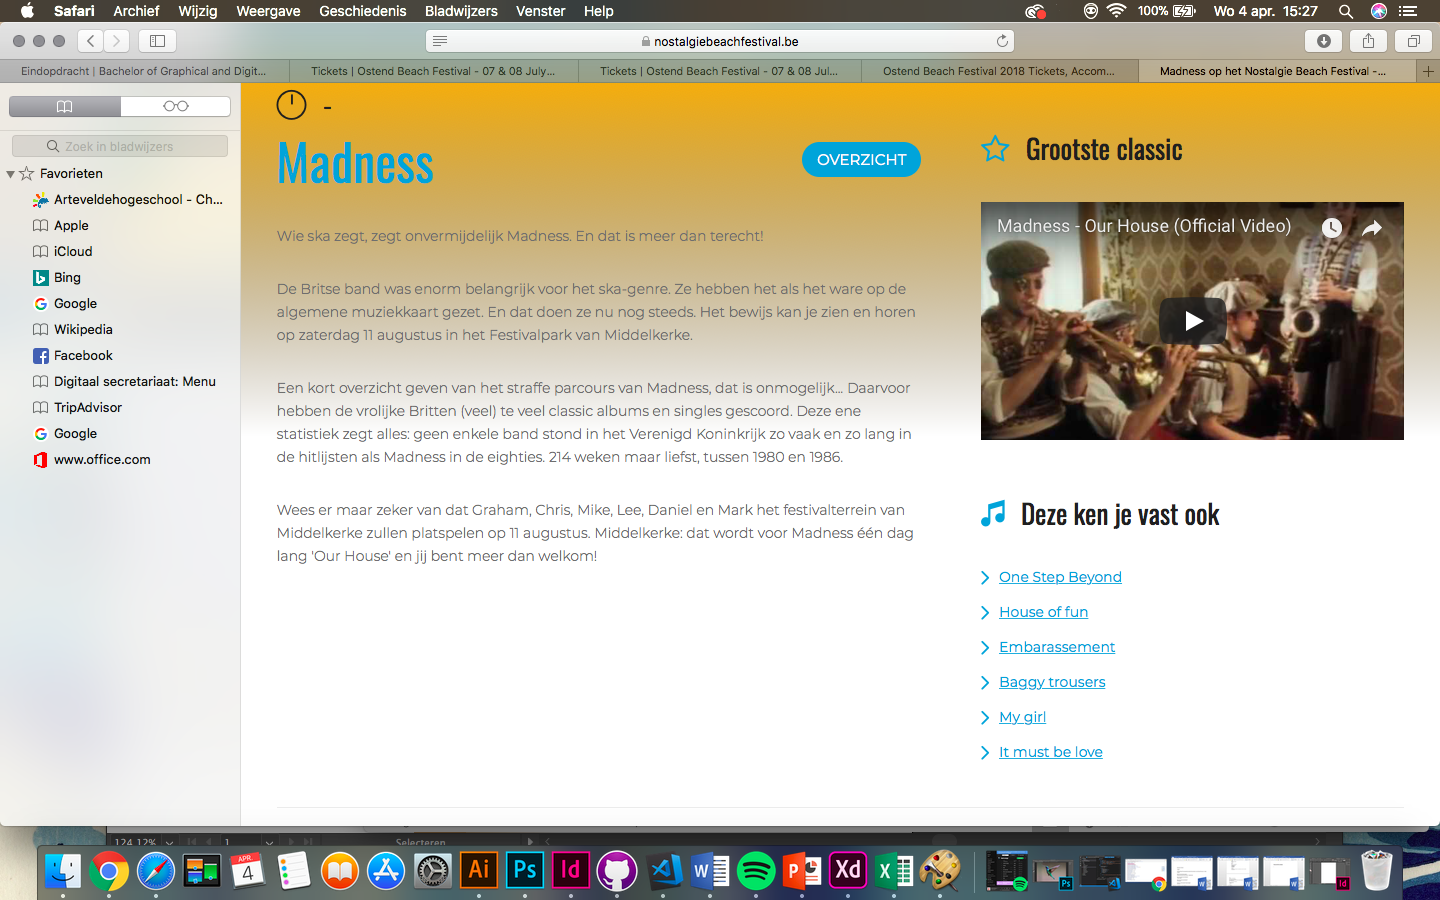 Safari Archief Wijzig Weergave Geschiedenis Bladwijzers Venster Help 100% Wo 4 apr. 15:27
nostalgiebeachfestival.be
Eindopdracht | Bachelor of Graphical and Digit... Tickets | Ostend Beach Festival - 07 & 08 July... Tickets | Ostend Beach Festival - 07 & 08 Jul... Ostend Beach Festival 2018 Tickets, Accom... Madness op het Nostalgie Beach Festival -...
Zoek in bladwijzers
Favorieten
Arteveldehogeschool - Ch...
Apple
iCloud
Bing
Google
Wikipedia
Facebook
Digitaal secretariaat: Menu
TripAdvisor
Google
www.office.com
-
Madness
OVERZICHT
Wie ska zegt, zegt onvermijdelijk Madness. En dat is meer dan terecht!
De Britse band was enorm belangrijk voor het ska-genre. Ze hebben het als het ware op de
algemene muziekkaart gezet. En dat doen ze nu nog steeds. Het bewijs kan je zien en horen
op zaterdag 11 augustus in het Festivalpark van Middelkerke.
Een kort overzicht geven van het straffe parcours van Madness, dat is onmogelijk... Daarvoor
hebben de vrolijke Britten (veel) te veel classic albums en singles gescoord. Deze ene
statistiek zegt alles: geen enkele band stond in het Verenigd Koninkrijk zo vaak en zo lang in
de hitlijsten als Madness in de eighties. 214 weken maar liefst, tussen 1980 en 1986.
Wees er maar zeker van dat Graham, Chris, Mike, Lee, Daniel en Mark het festivalterrein van
Middelkerke zullen platspelen op 11 augustus. Middelkerke: dat wordt voor Madness één dag
lang 'Our House' en jij bent meer dan welkom!
Grootste classic
Madness - Our House (Official Video)
Deze ken je vast ook
One Step Beyond
House of fun
Embarassement
Baggy trousers
My girl
It must be love
124,12% 1 Selecteren
APR. 4 Ai Ps Id W P Xd X